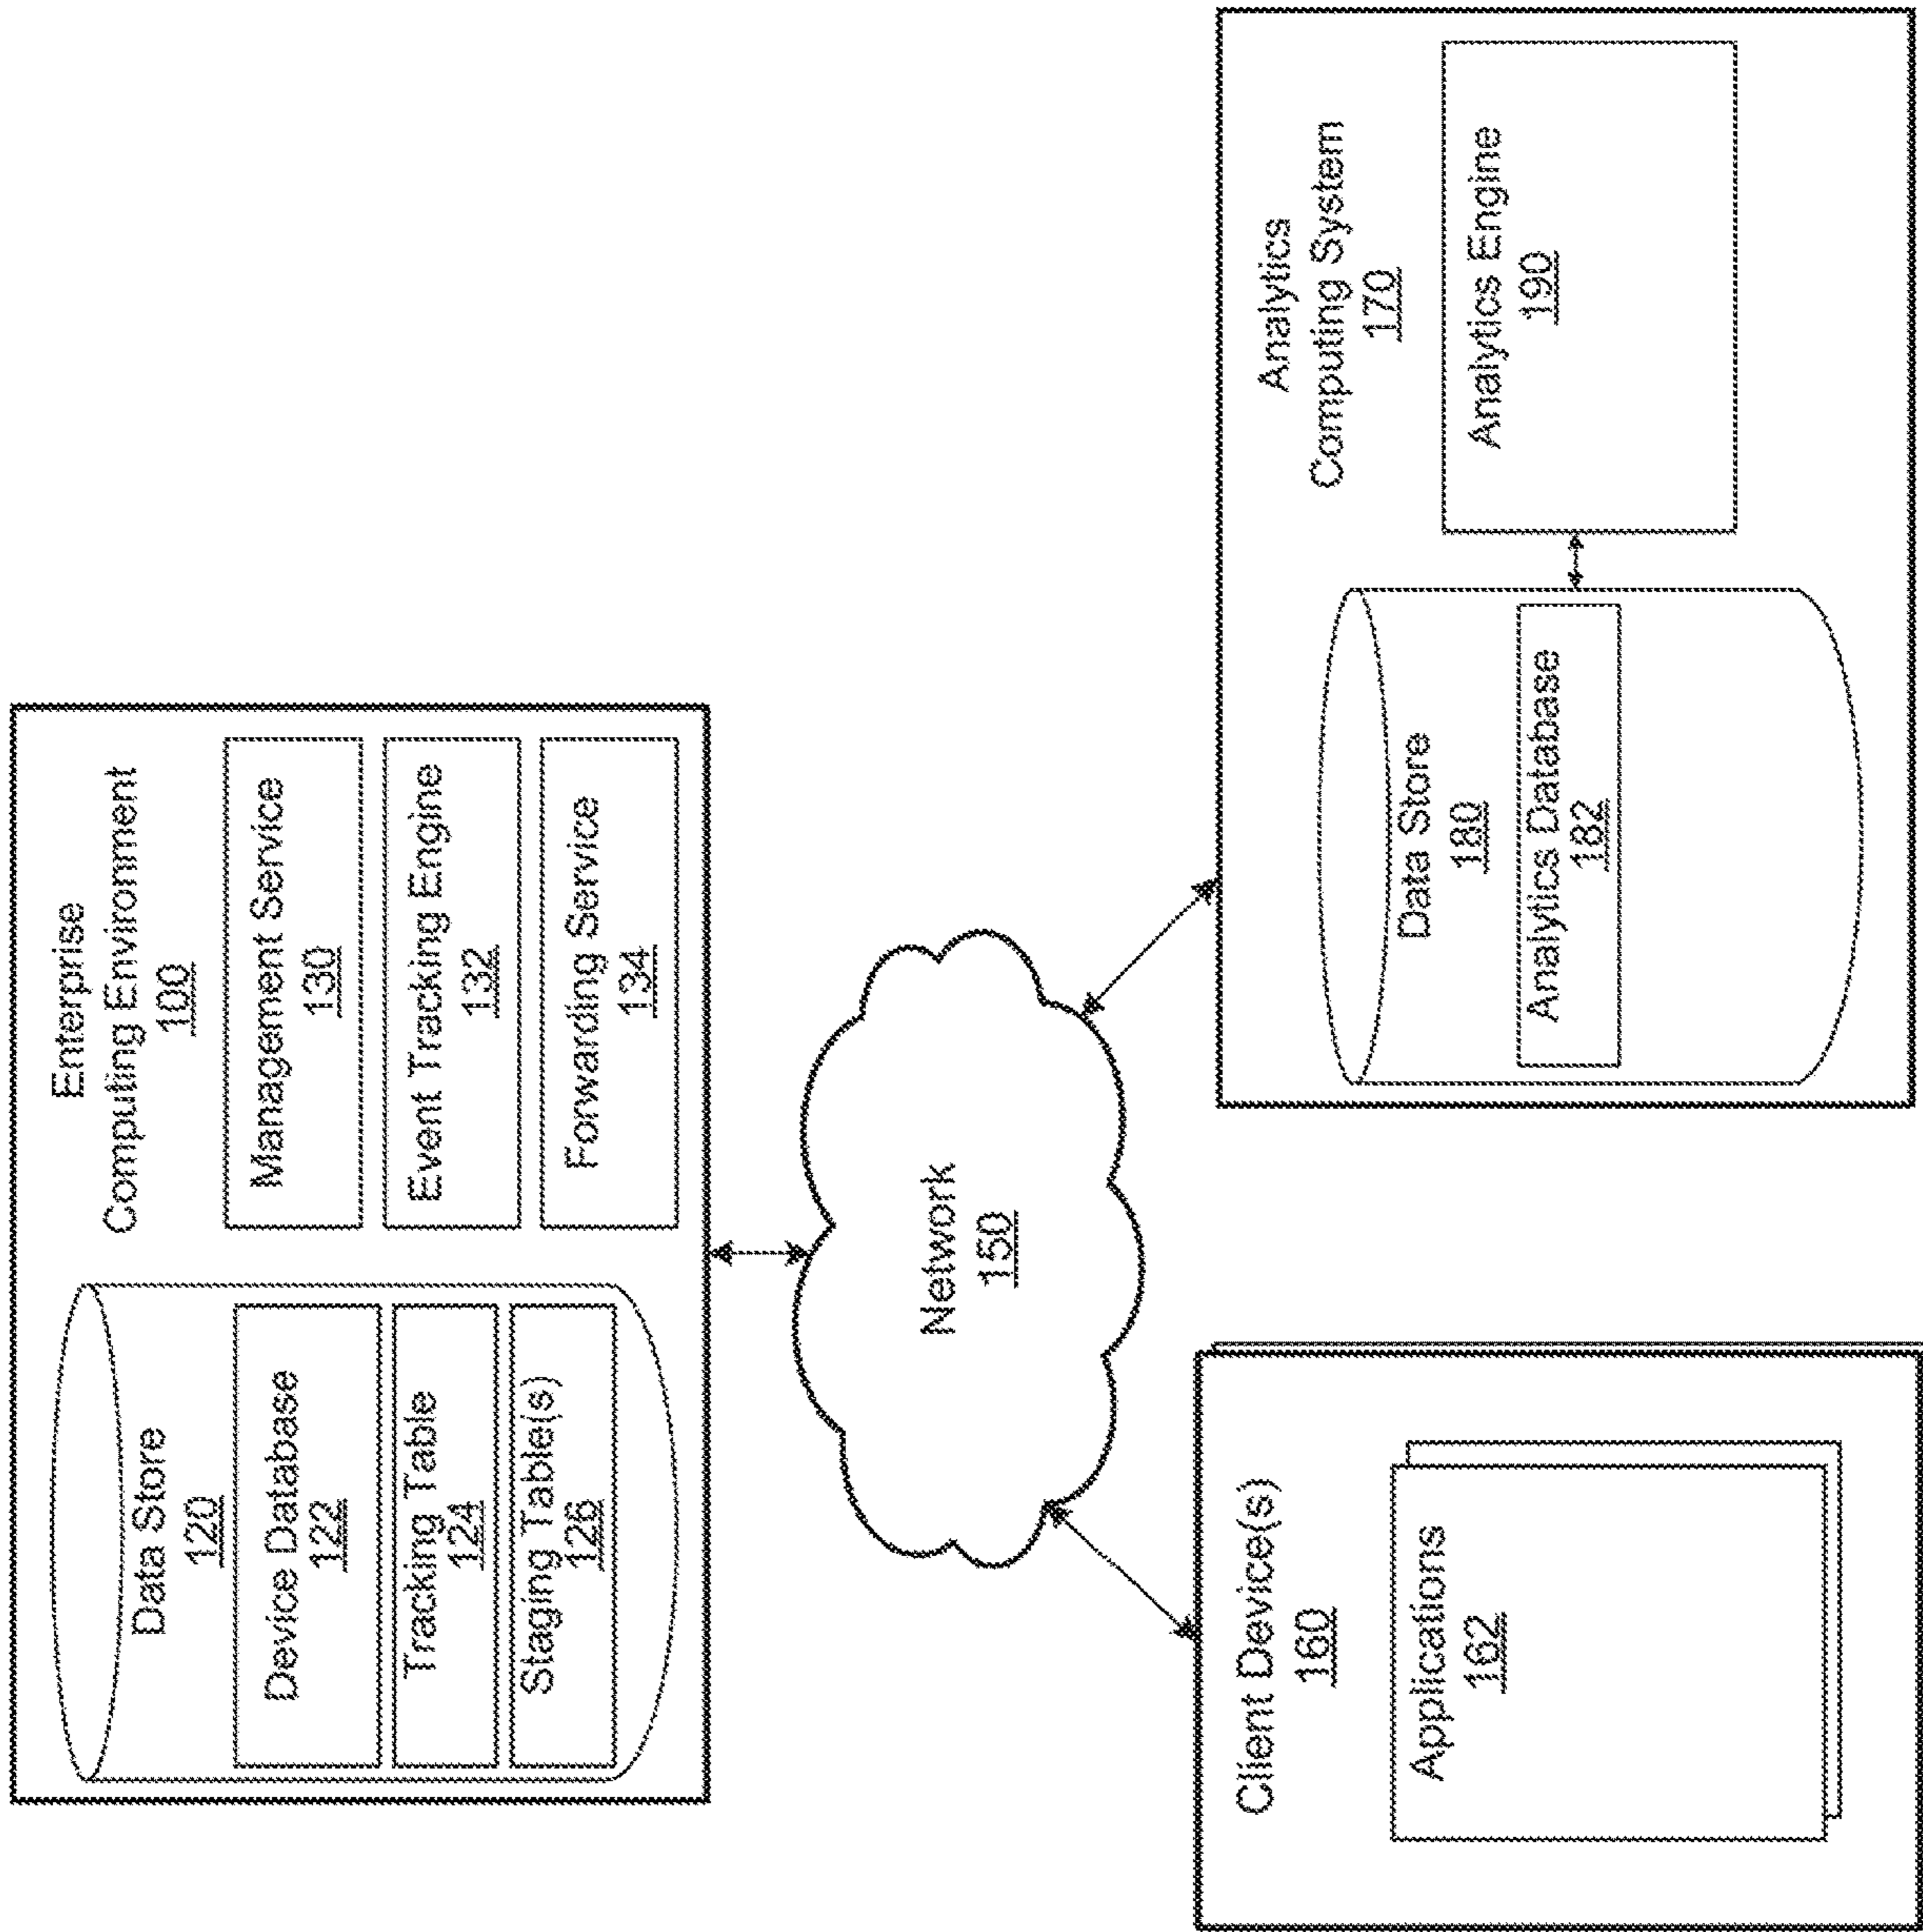 Enterprise
Computing Environment
100
Data Store
120
Device Database
122
Tracking Table
124
Staging Table(s)
126
Management Service
130
Event Tracking Engine
132
Forwarding Service
134
Network
150
Client Device(s)
160
Applications
162
Analytics
Computing System
170
Data Store
180
Analytics Database
182
Analytics Engine
190